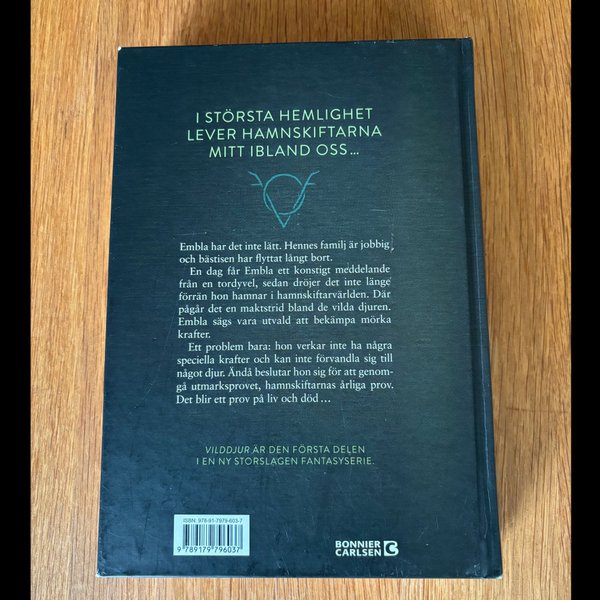 I STÖRSTA HEMLIGHET
LEVER HAMNSKIFTARNA
MITT IBLAND OSS...
Embla har det inte lätt. Hennes familj är jobbig
och bästisen har flyttat långt bort.
En dag får Embla ett konstigt meddelande
från en tordyvel, sedan dröjer det inte länge
förrän hon hamnar i hamnskiftarvärlden. Där
pågår det en maktstrid bland de vilda djuren.
Embla sägs vara utvald att bekämpa mörka
krafter.
Ett problem bara: hon verkar inte ha några
speciella krafter och kan inte förvandla sig till
något djur. Ändå beslutar hon sig för att genom-
gå utmarksprovet, hamnskiftarnas årliga prov.
Det blir ett prov på liv och död ...
VILDDJUR ÄR DEN FÖRSTA DELEN
I EN NY STORSLAGEN FANTASYSERIE.
ISBN: 978-91-7979-603-7
9 789179 796037
BONNIER
CARLSEN